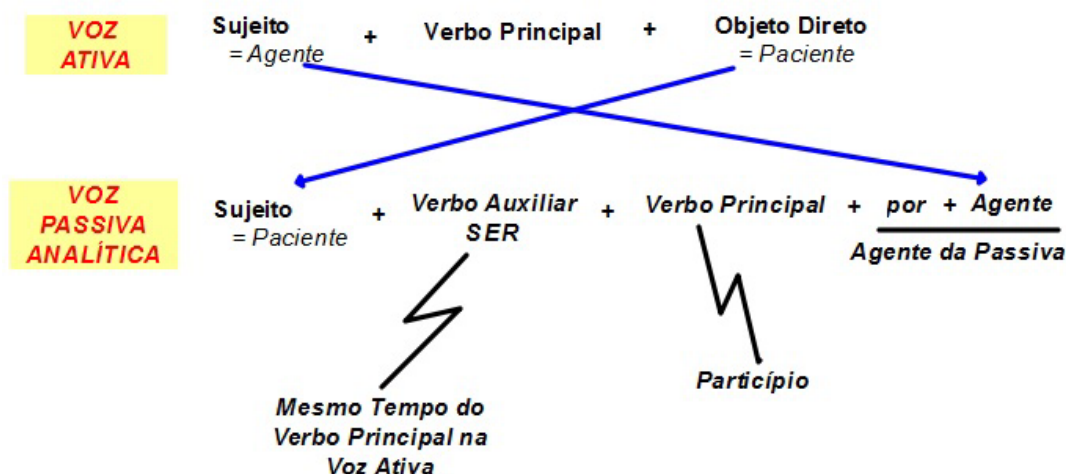 VOZ
ATIVA
Sujeito + Verbo Principal + Objeto Direto
= Agente = Paciente
VOZ
PASSIVA
ANALÍTICA
Sujeito + Verbo Auxiliar + Verbo Principal + por + Agente
= Paciente SER Agente da Passiva
Particípio
Mesmo Tempo do
Verbo Principal na
Voz Ativa